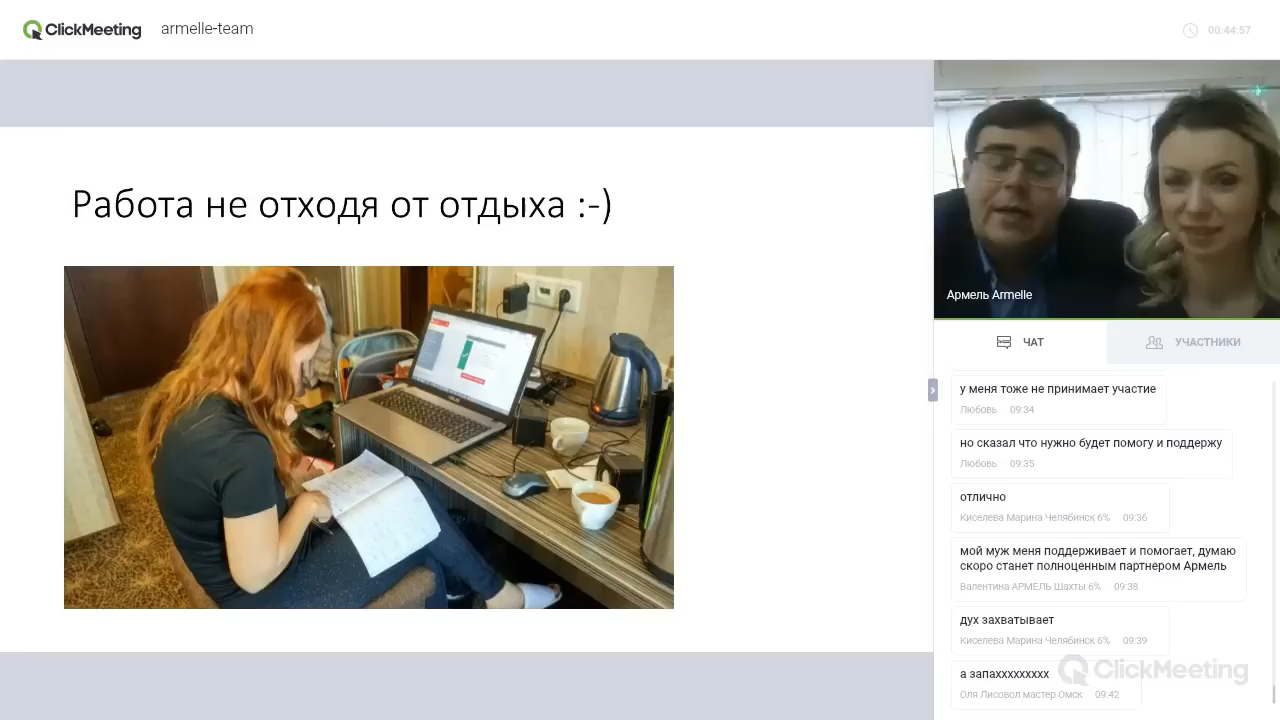 ClickMeeting
armelle-team
00:44:57
Работа не отходя от отдыха :-)
Армель Armelle
ЧАТ
УЧАСТНИКИ
у меня тоже не принимает участие
Любовь 09:34
но сказал что нужно будет помогу и поддержу
Любовь 09:35
отлично
Киселева Марина Челябинск 6% 09:36
мой муж меня поддерживает и помогает, думаю
скоро станет полноценным партнером Армель
Валентина АРМЕЛЬ Шахты 6% 09:38
дух захватывает
Киселева Марина Челябинск 6% 09:39
а запахххххххххх
Оля Лисовол мастер Омск 09:42
ClickMeeting